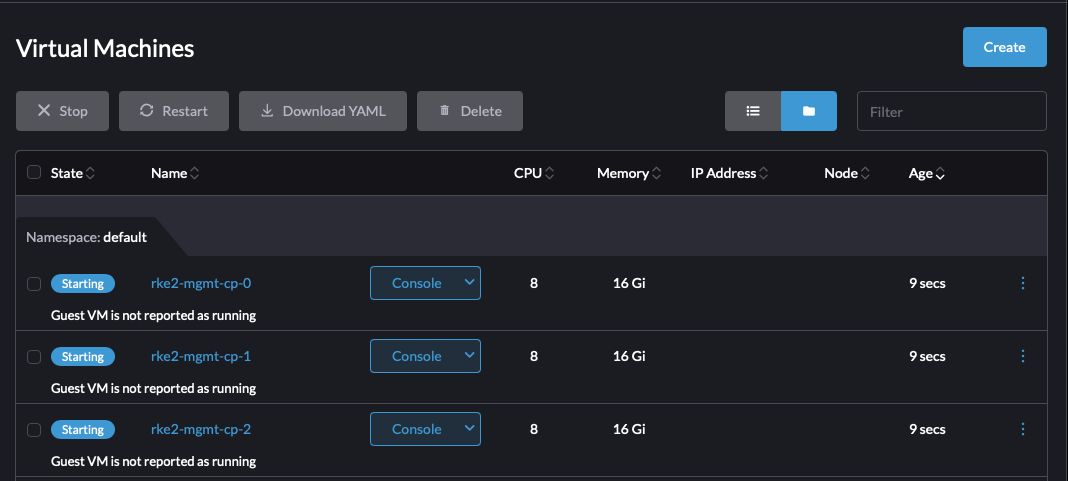 Virtual Machines
Create
Stop Restart Download YAML Delete
Filter
State Name CPU Memory IP Address Node Age
Namespace: default
Starting rke2-mgmt-cp-0 Console 8 16 Gi 9 secs
Guest VM is not reported as running
Starting rke2-mgmt-cp-1 Console 8 16 Gi 9 secs
Guest VM is not reported as running
Starting rke2-mgmt-cp-2 Console 8 16 Gi 9 secs
Guest VM is not reported as running